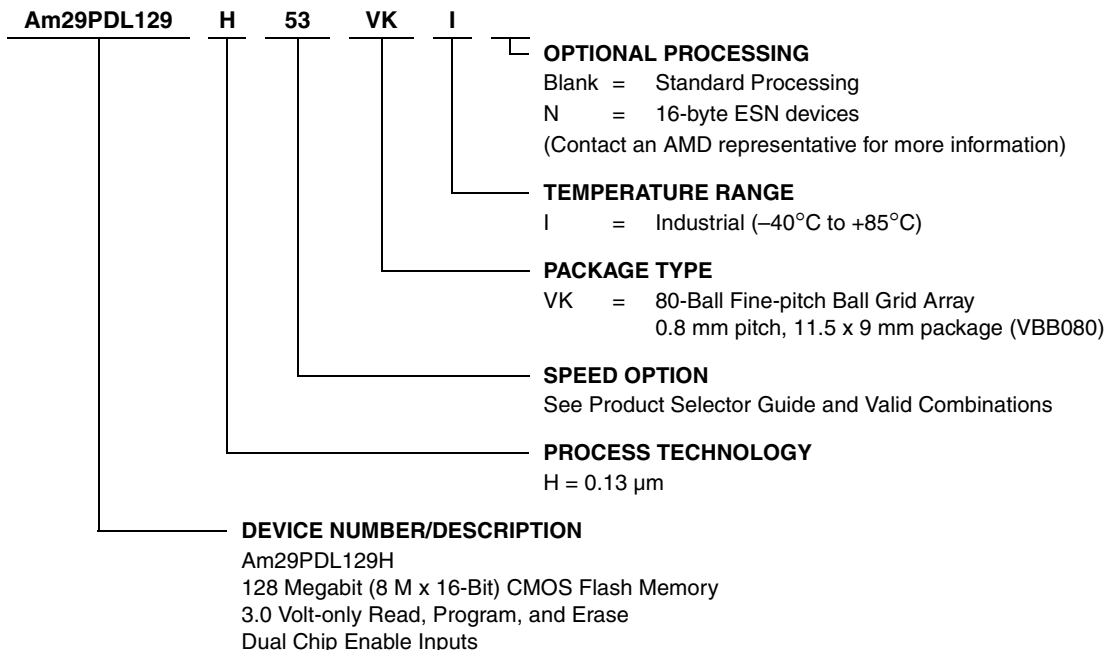 Am29PDL129 H 53 VK I
OPTIONAL PROCESSING
Blank = Standard Processing
N = 16-byte ESN devices
(Contact an AMD representative for more information)
TEMPERATURE RANGE
I = Industrial (–40°C to +85°C)
PACKAGE TYPE
VK = 80-Ball Fine-pitch Ball Grid Array
0.8 mm pitch, 11.5 x 9 mm package (VBB080)
SPEED OPTION
See Product Selector Guide and Valid Combinations
PROCESS TECHNOLOGY
H = 0.13 µm
DEVICE NUMBER/DESCRIPTION
Am29PDL129H
128 Megabit (8 M x 16-Bit) CMOS Flash Memory
3.0 Volt-only Read, Program, and Erase
Dual Chip Enable Inputs